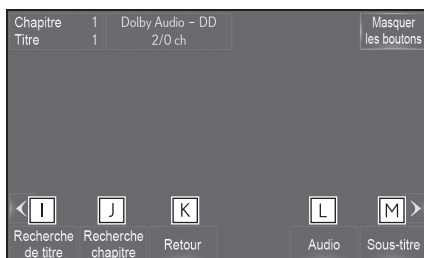 Chapitre 1
Titre 1
Dolby Audio – DD
2/0 ch
Masquer
les boutons
I
J
K
L
M
Recherche
de titre
Recherche
chapitre
Retour
Audio
Sous-titre